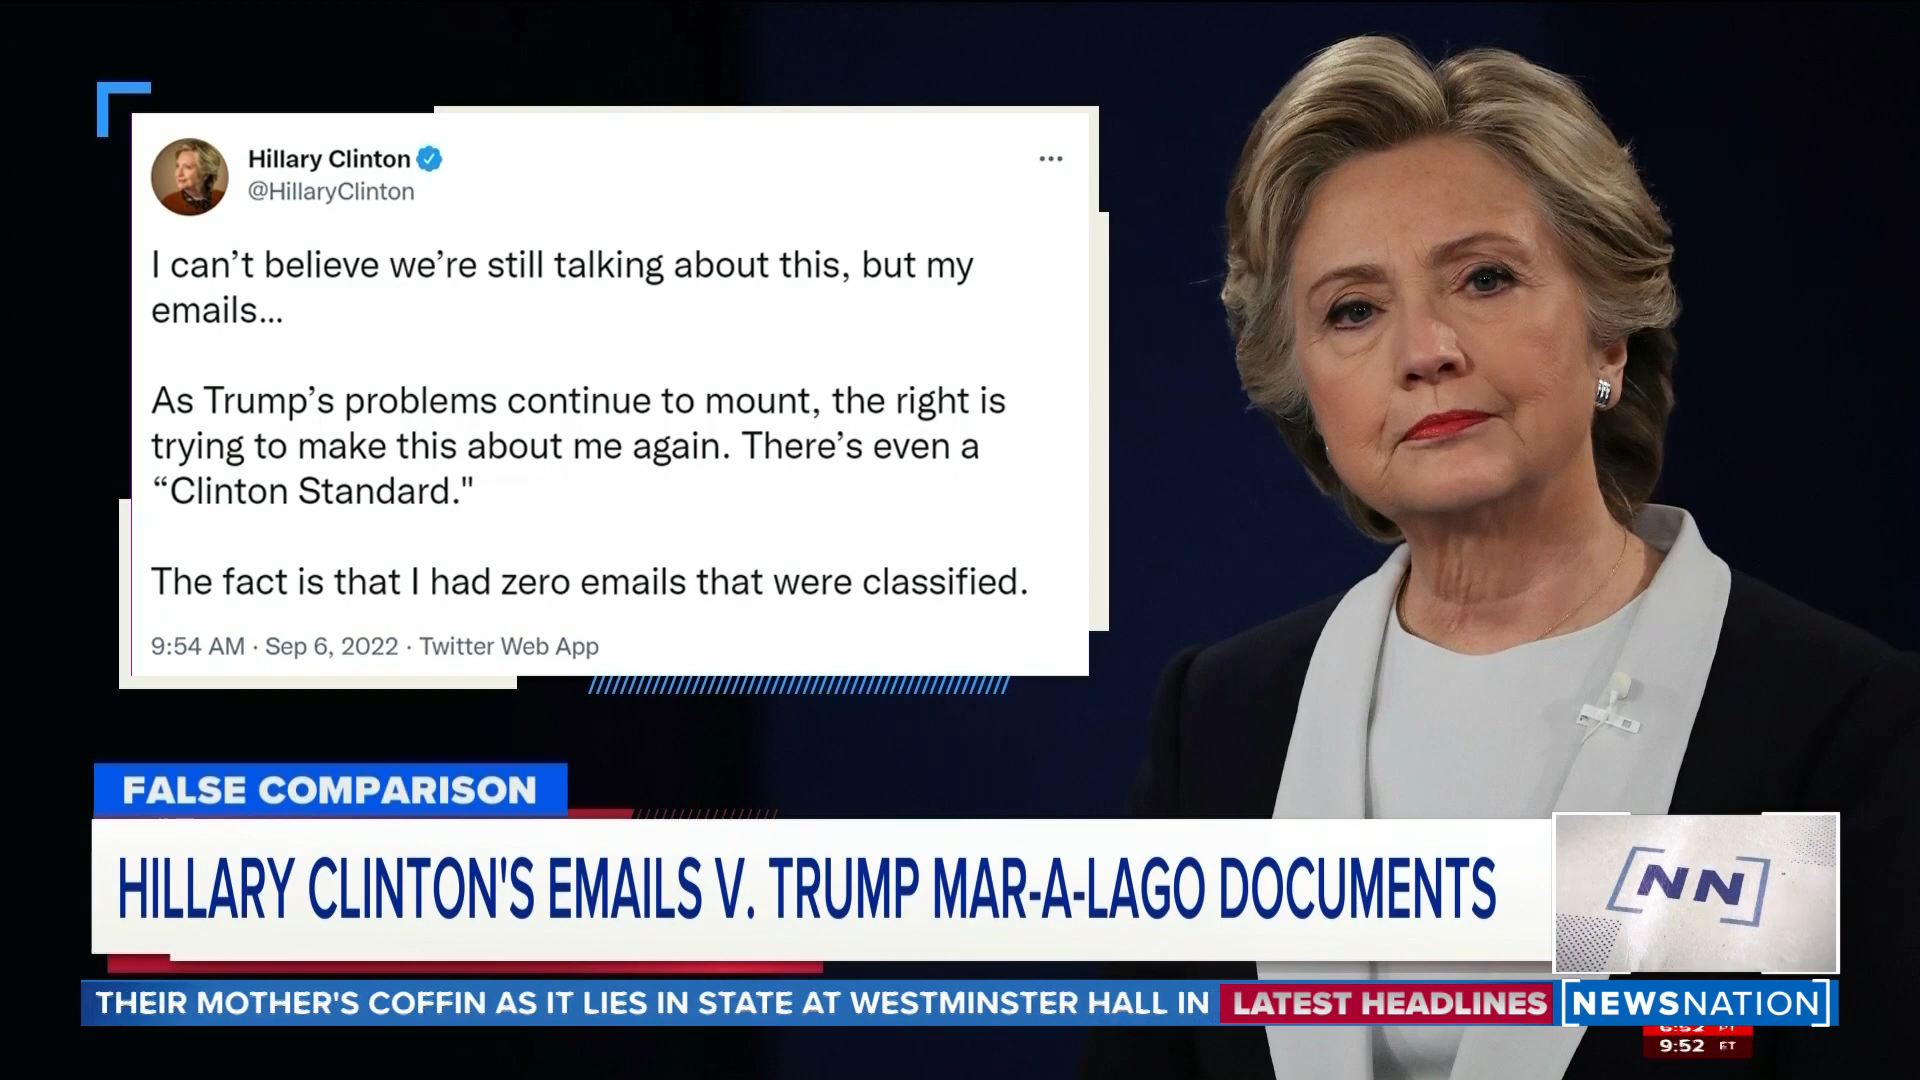 Hillary Clinton
@HillaryClinton
I can’t believe we’re still talking about this, but my
emails...
As Trump’s problems continue to mount, the right is
trying to make this about me again. There’s even a
“Clinton Standard."
The fact is that I had zero emails that were classified.
9:54 AM · Sep 6, 2022 · Twitter Web App
FALSE COMPARISON
HILLARY CLINTON'S EMAILS V. TRUMP MAR-A-LAGO DOCUMENTS
NN
THEIR MOTHER'S COFFIN AS IT LIES IN STATE AT WESTMINSTER HALL IN
LATEST HEADLINES
NEWSNATION
6:52 PT
9:52 ET